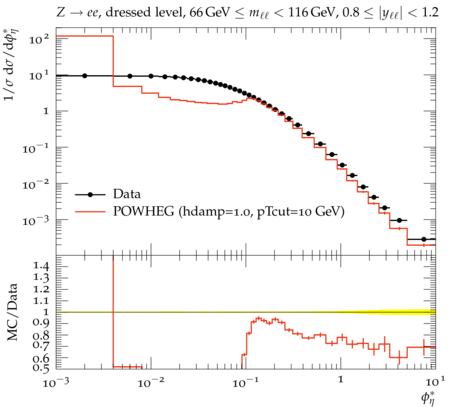 Z → ee, dressed level, 66 GeV ≤ mℓℓ < 116 GeV, 0.8 ≤ |yℓℓ| < 1.2
1/σ dσ/dϕ*η
10²
10¹
1
10⁻¹
10⁻²
10⁻³
Data
POWHEG (hdamp=1.0, pTcut=10 GeV)
MC/Data
1.4
1.3
1.2
1.1
1
0.9
0.8
0.7
0.6
0.5
10⁻³ 10⁻² 10⁻¹ 1 10¹
ϕ*η